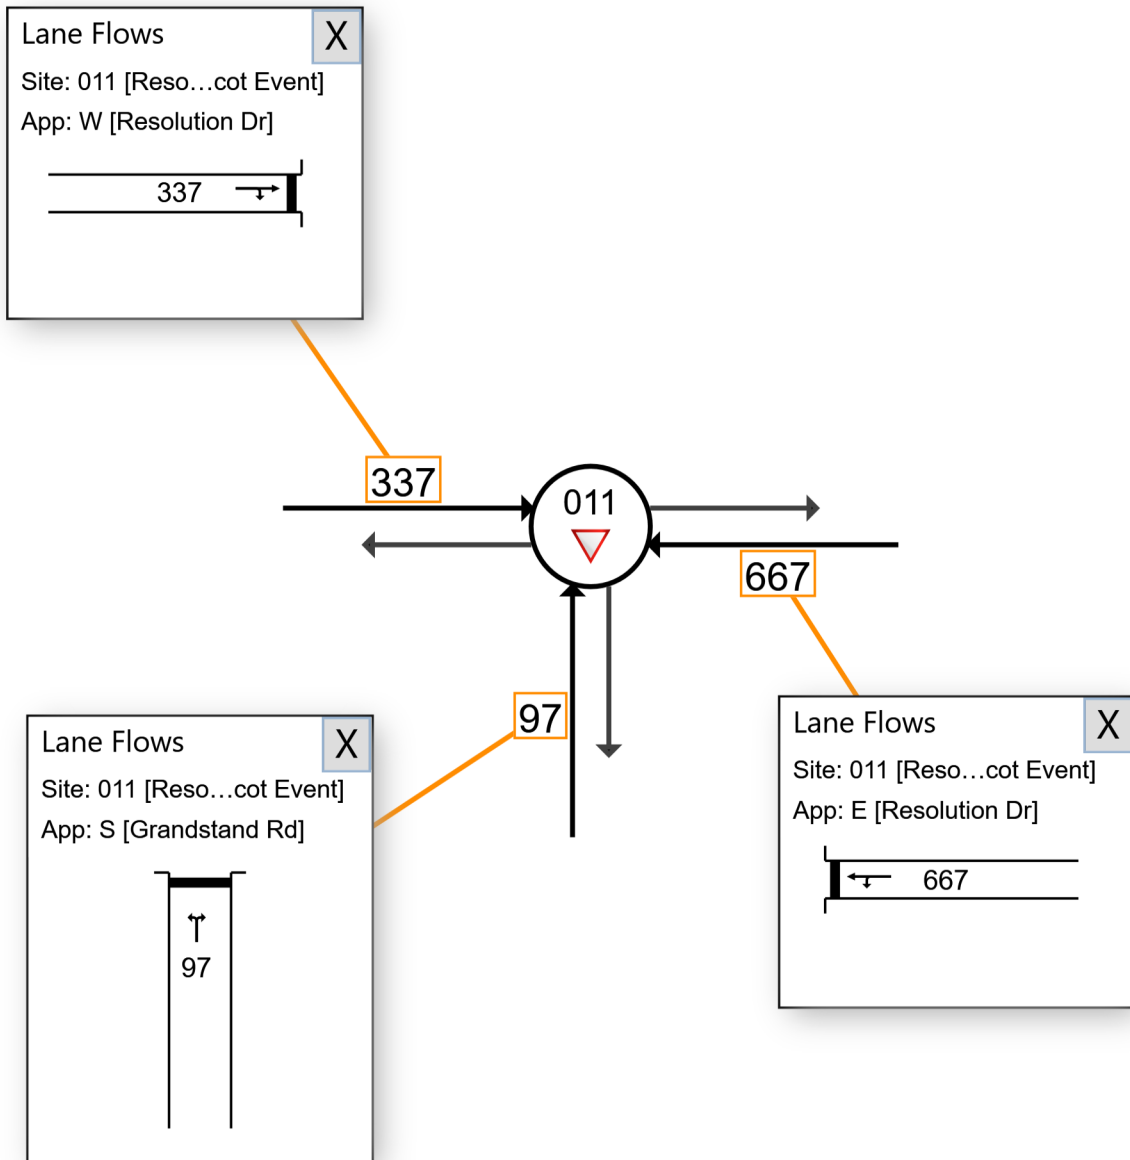 Lane Flows
X
Site: 011 [Reso...cot Event]
App: W [Resolution Dr]
337
337
011
667
97
Lane Flows
X
Site: 011 [Reso...cot Event]
App: S [Grandstand Rd]
97
Lane Flows
X
Site: 011 [Reso...cot Event]
App: E [Resolution Dr]
667